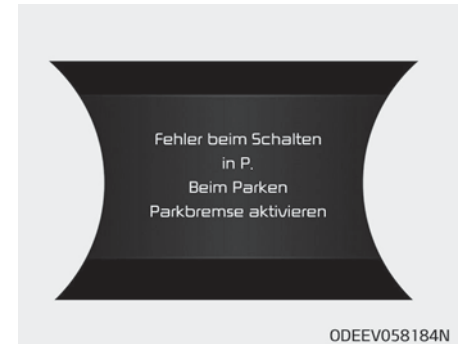 Fehler beim Schalten
in P.
Beim Parken
Parkbremse aktivieren
ODEEV058184N